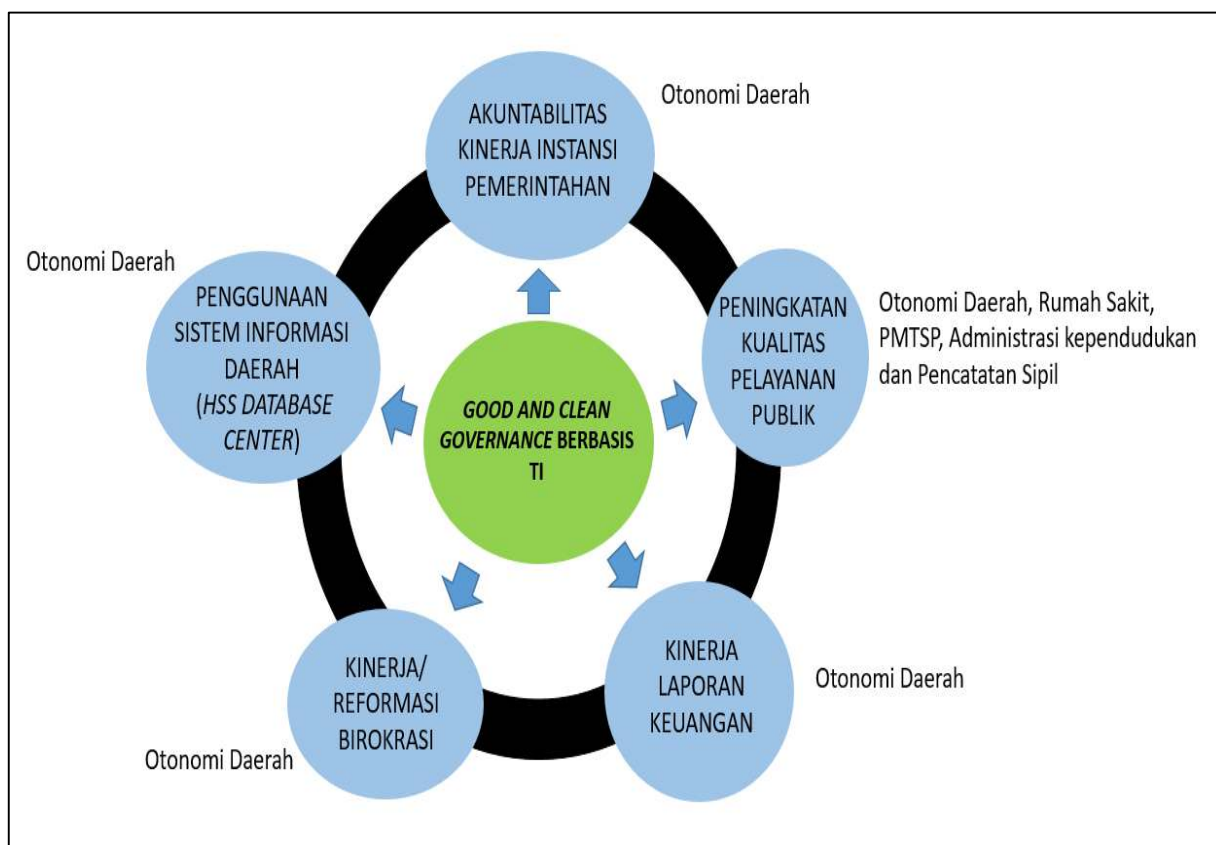 AKUNTABILITAS
KINERJA INSTANSI
PEMERINTAHAN
Otonomi Daerah
Otonomi Daerah
PENGGUNAAN
SISTEM INFORMASI
DAERAH
(HSS DATABASE
CENTER)
PENINGKATAN
KUALITAS
PELAYANAN
PUBLIK
Otonomi Daerah, Rumah Sakit,
PMTSP, Administrasi kependudukan
dan Pencatatan Sipil
GOOD AND CLEAN
GOVERNANCE BERBASIS
TI
KINERJA/
REFORMASI
BIROKRASI
Otonomi Daerah
KINERJA
LAPORAN
KEUANGAN
Otonomi Daerah